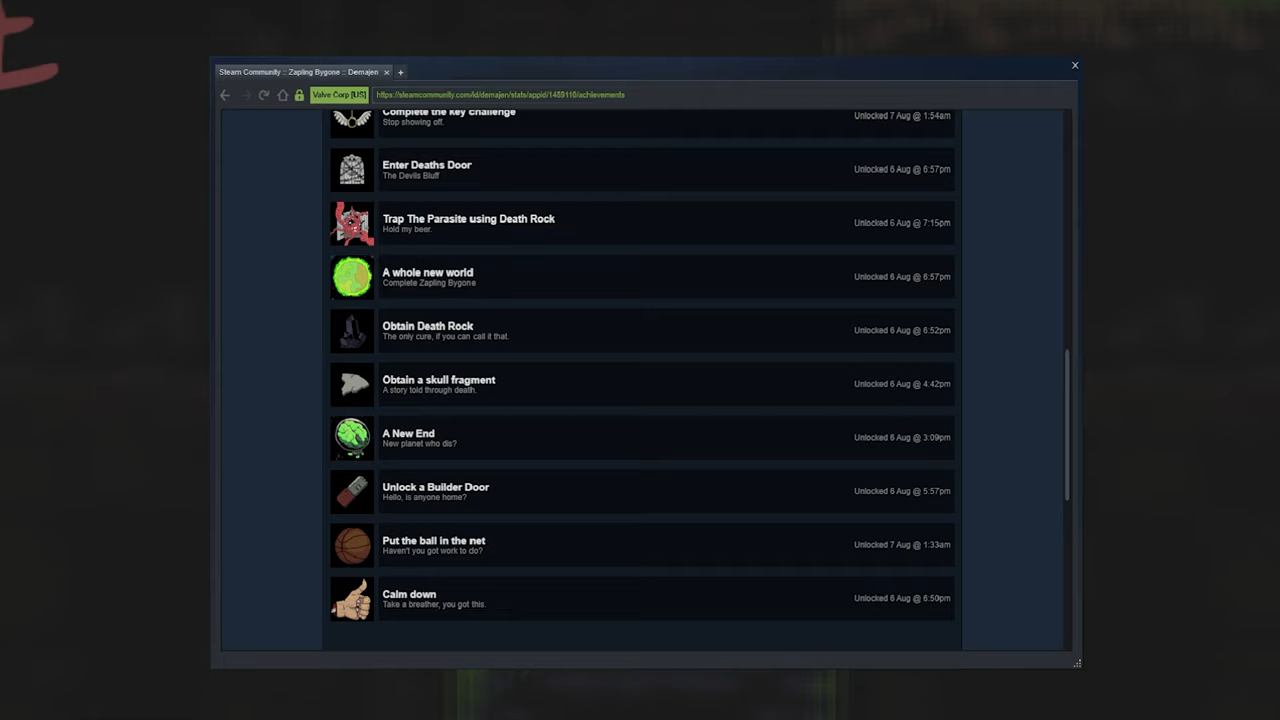 Steam Community :: Zapling Bygone :: Demajen
Valve Corp [US]
https://steamcommunity.com/id/demajen/stats/appid/1489110/achievements
Complete the key challenge
Stop showing off.
Unlocked 7 Aug @ 1:54am
Enter Deaths Door
The Devils Bluff
Unlocked 6 Aug @ 6:57pm
Trap The Parasite using Death Rock
Hold my beer.
Unlocked 6 Aug @ 7:15pm
A whole new world
Complete Zapling Bygone
Unlocked 6 Aug @ 6:57pm
Obtain Death Rock
The only cure, if you can call it that.
Unlocked 6 Aug @ 6:52pm
Obtain a skull fragment
A story told through death.
Unlocked 6 Aug @ 4:42pm
A New End
New planet who dis?
Unlocked 6 Aug @ 3:09pm
Unlock a Builder Door
Hello, is anyone home?
Unlocked 6 Aug @ 5:57pm
Put the ball in the net
Haven't you got work to do?
Unlocked 7 Aug @ 1:33am
Calm down
Take a breather, you got this.
Unlocked 6 Aug @ 6:50pm